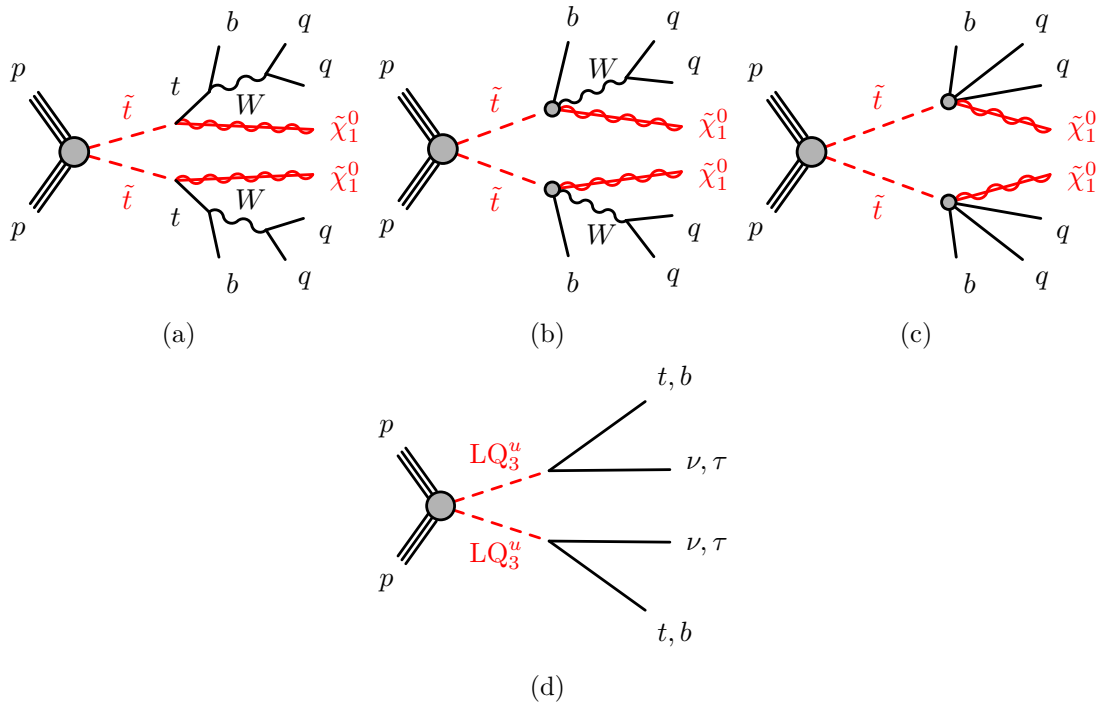 p
p
t̃
t̃
t
t
b
W
q
q
χ̃₁⁰
χ̃₁⁰
W
q
q
b
(a)
p
p
t̃
t̃
b
W
q
q
χ̃₁⁰
χ̃₁⁰
W
q
q
b
(b)
p
p
t̃
t̃
b
q
q
χ̃₁⁰
χ̃₁⁰
q
q
b
(c)
p
p
LQ₃ᵘ
LQ₃ᵘ
t, b
ν, τ
ν, τ
t, b
(d)